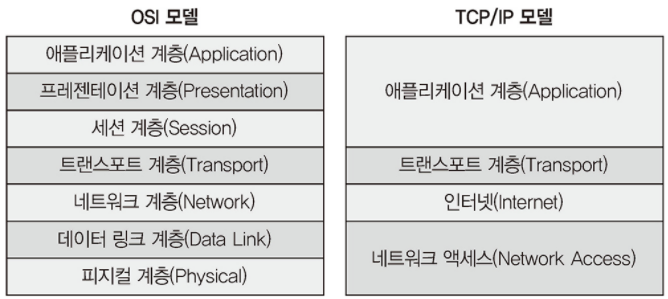 OSI 모델
애플리케이션 계층(Application)
프레젠테이션 계층(Presentation)
세션 계층(Session)
트랜스포트 계층(Transport)
네트워크 계층(Network)
데이터 링크 계층(Data Link)
피지컬 계층(Physical)
TCP/IP 모델
애플리케이션 계층(Application)
트랜스포트 계층(Transport)
인터넷(Internet)
네트워크 액세스(Network Access)